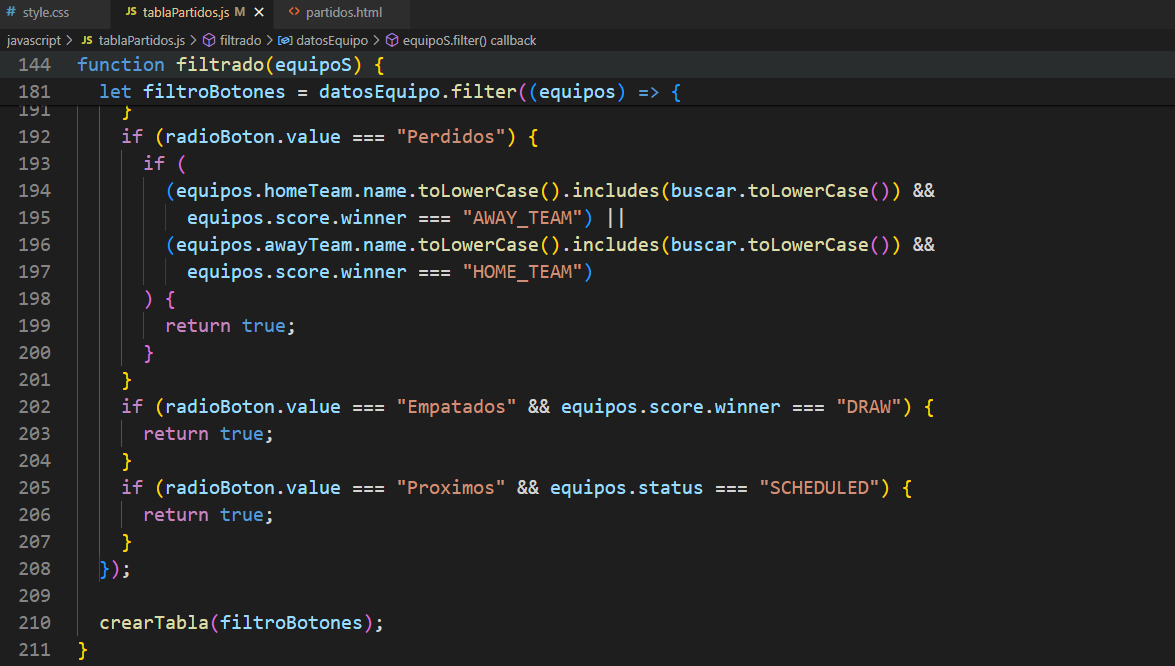 # style.css JS tablaPartidos.js M × <> partidos.html
javascript > JS tablaPartidos.js > filtrado > datosEquipo > equipoS.filter() callback
144 function filtrado(equipoS) {
181 let filtroBotones = datosEquipo.filter((equipos) => {
191 }
192 if (radioBoton.value === "Perdidos") {
193 if (
194 (equipos.homeTeam.name.toLowerCase().includes(buscar.toLowerCase()) &&
195 equipos.score.winner === "AWAY_TEAM") ||
196 (equipos.awayTeam.name.toLowerCase().includes(buscar.toLowerCase()) &&
197 equipos.score.winner === "HOME_TEAM")
198 ) {
199 return true;
200 }
201 }
202 if (radioBoton.value === "Empatados" && equipos.score.winner === "DRAW") {
203 return true;
204 }
205 if (radioBoton.value === "Proximos" && equipos.status === "SCHEDULED") {
206 return true;
207 }
208 });
209
210 crearTabla(filtroBotones);
211 }